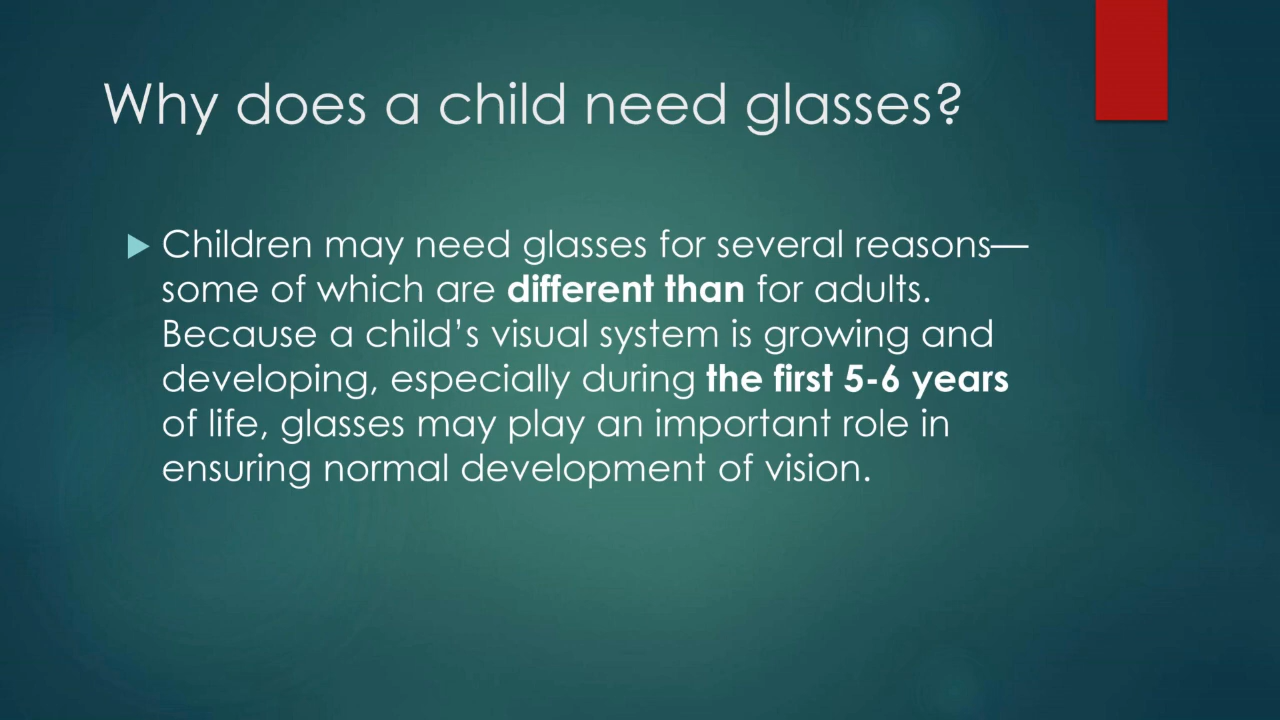 Why does a child need glasses?
Children may need glasses for several reasons—
some of which are different than for adults.
Because a child’s visual system is growing and
developing, especially during the first 5-6 years
of life, glasses may play an important role in
ensuring normal development of vision.